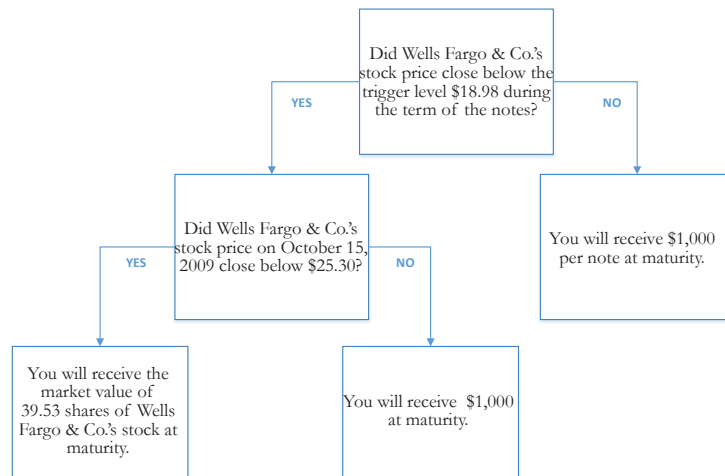 Did Wells Fargo & Co.'s
stock price close below the
trigger level $18.98 during
the term of the notes?
YES
NO
Did Wells Fargo & Co.'s
stock price on October 15,
2009 close below $25.30?
You will receive $1,000
per note at maturity.
YES
NO
You will receive the
market value of
39.53 shares of Wells
Fargo & Co.'s stock at
maturity.
You will receive $1,000
at maturity.